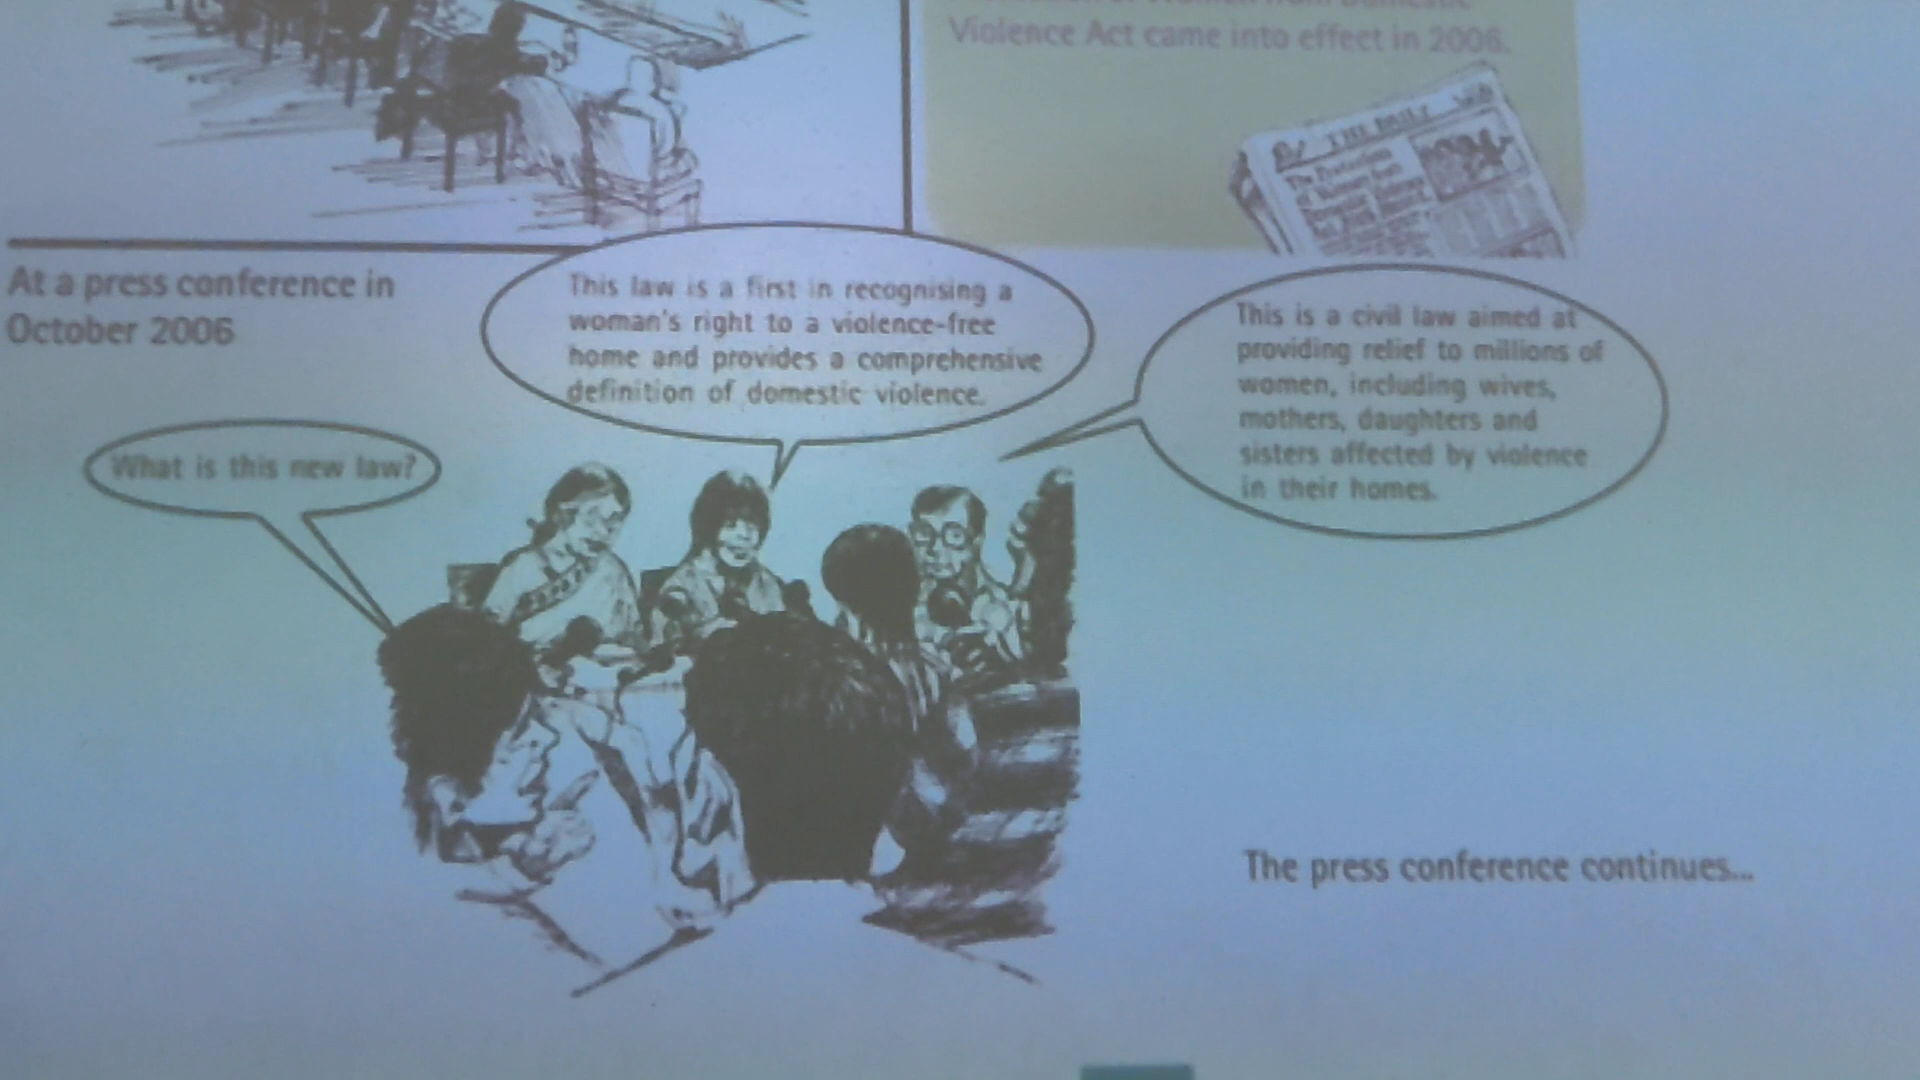 Violence Act came into effect in 2006.
THE DAILY
At a press conference in
October 2006
This law is a first in recognising a
woman's right to a violence-free
home and provides a comprehensive
definition of domestic violence.
This is a civil law aimed at
providing relief to millions of
women, including wives,
mothers, daughters and
sisters affected by violence
in their homes.
What is this new law?
The press conference continues...